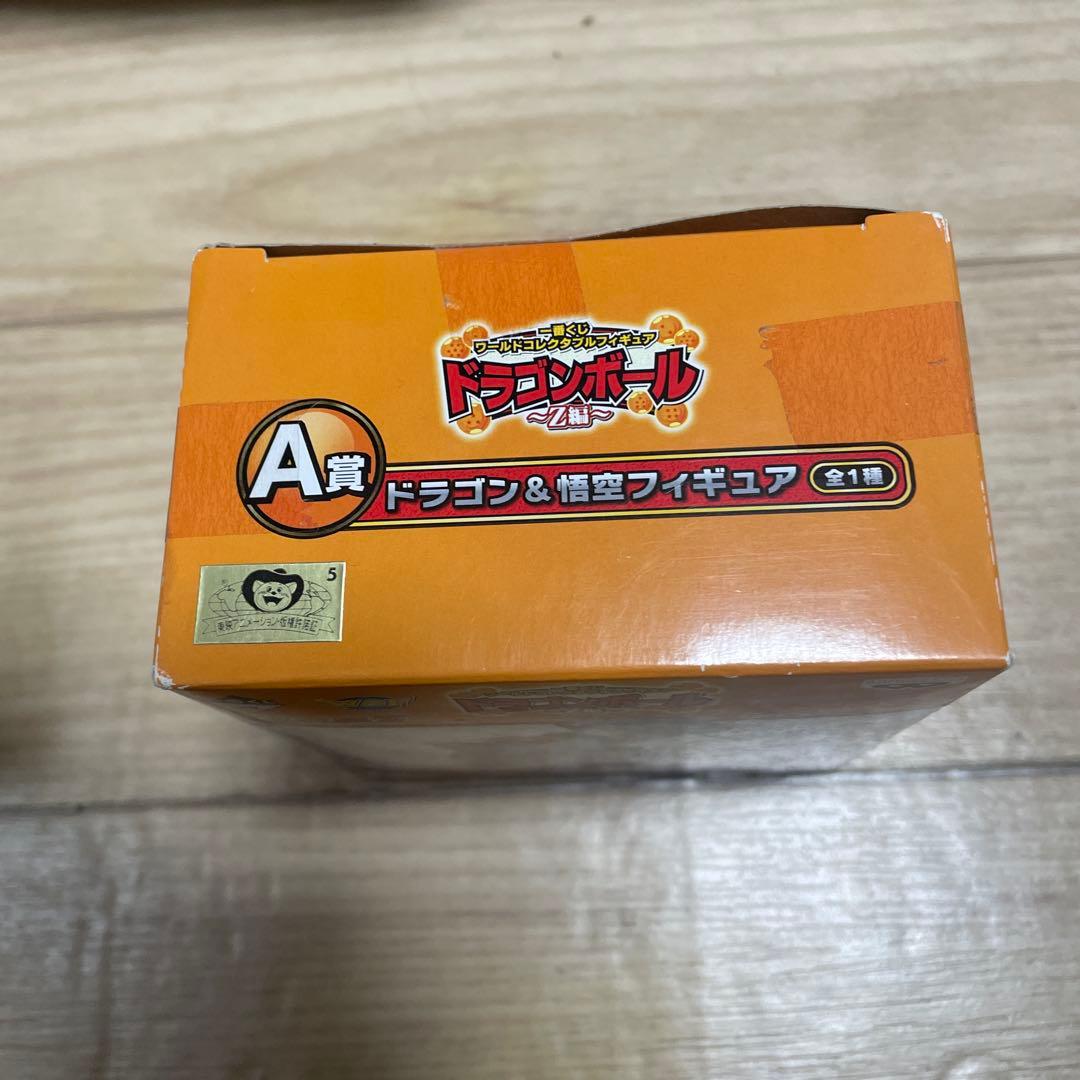 一番くじ
ワールドコレクタブルフィギュア
ドラゴンボール
～Z編～
A賞
ドラゴン＆悟空フィギュア 全1種
5
東映アニメーション・版権許諾証